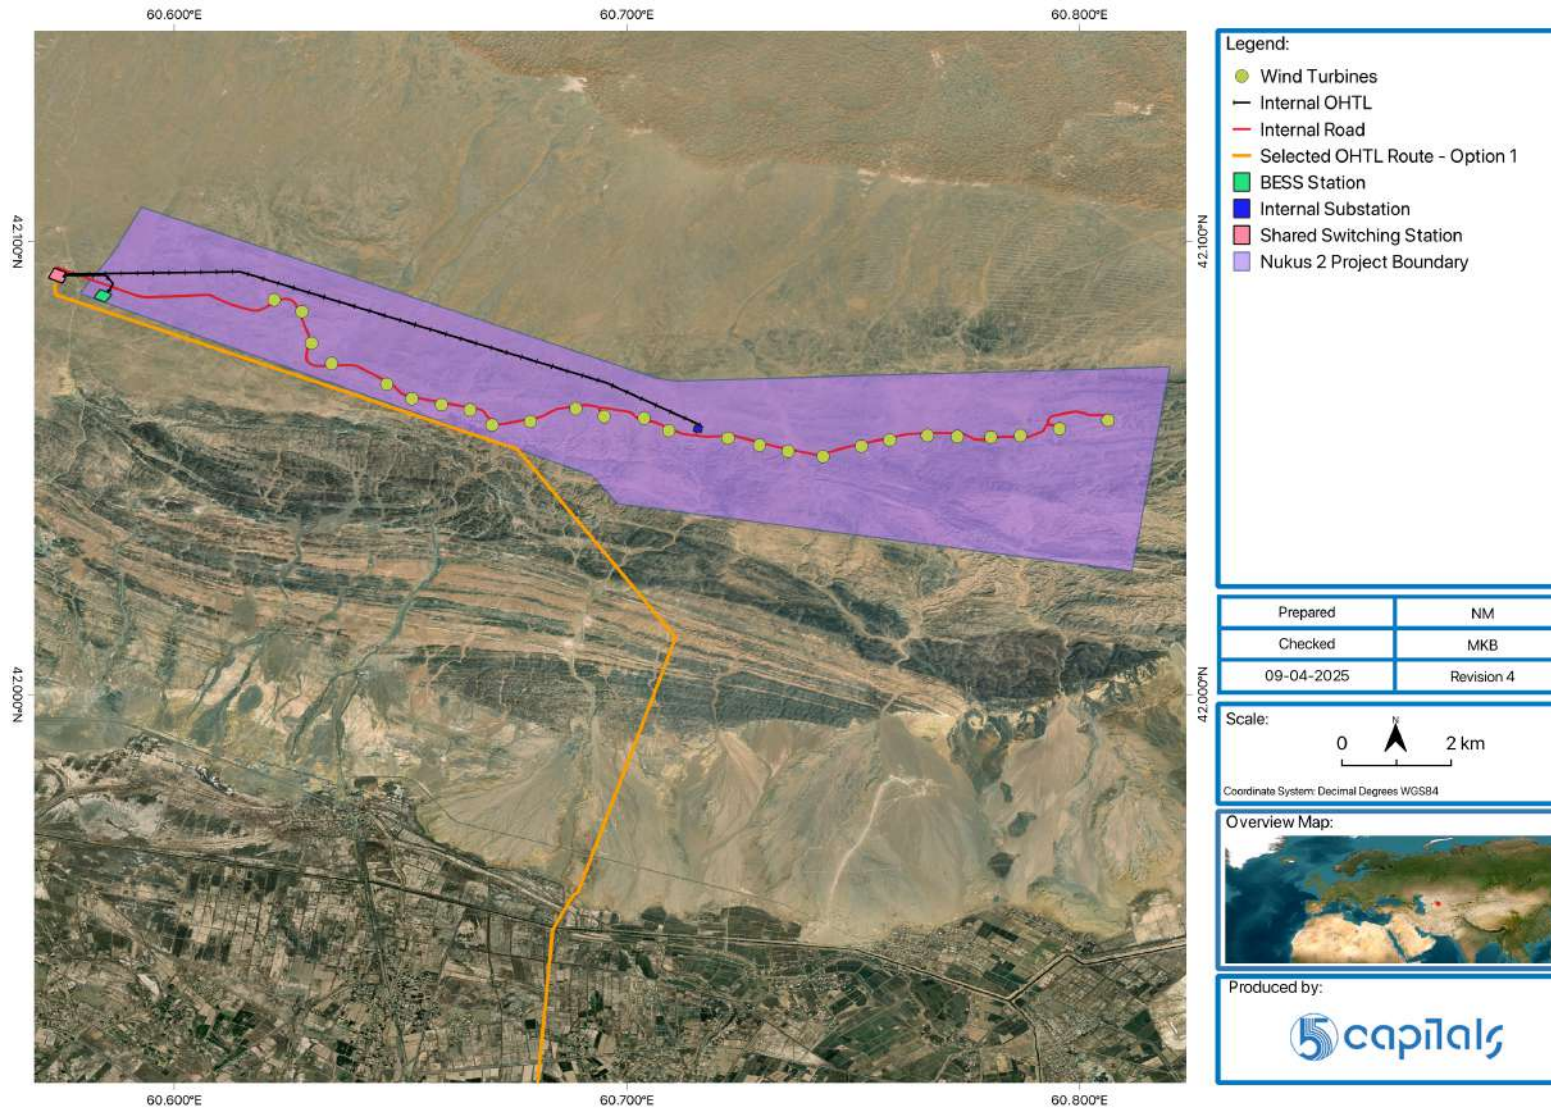 60.600°E
60.700°E
60.800°E
42.100°N
42.100°N
42.000°N
42.000°N
60.600°E
60.700°E
60.800°E
Legend:
Wind Turbines
Internal OHTL
Internal Road
Selected OHTL Route - Option 1
BESS Station
Internal Substation
Shared Switching Station
Nukus 2 Project Boundary
Prepared NM
Checked MKB
09-04-2025 Revision 4
Scale:
N
0 2 km
Coordinate System: Decimal Degrees WGS84
Overview Map:
Produced by:
5 capitals